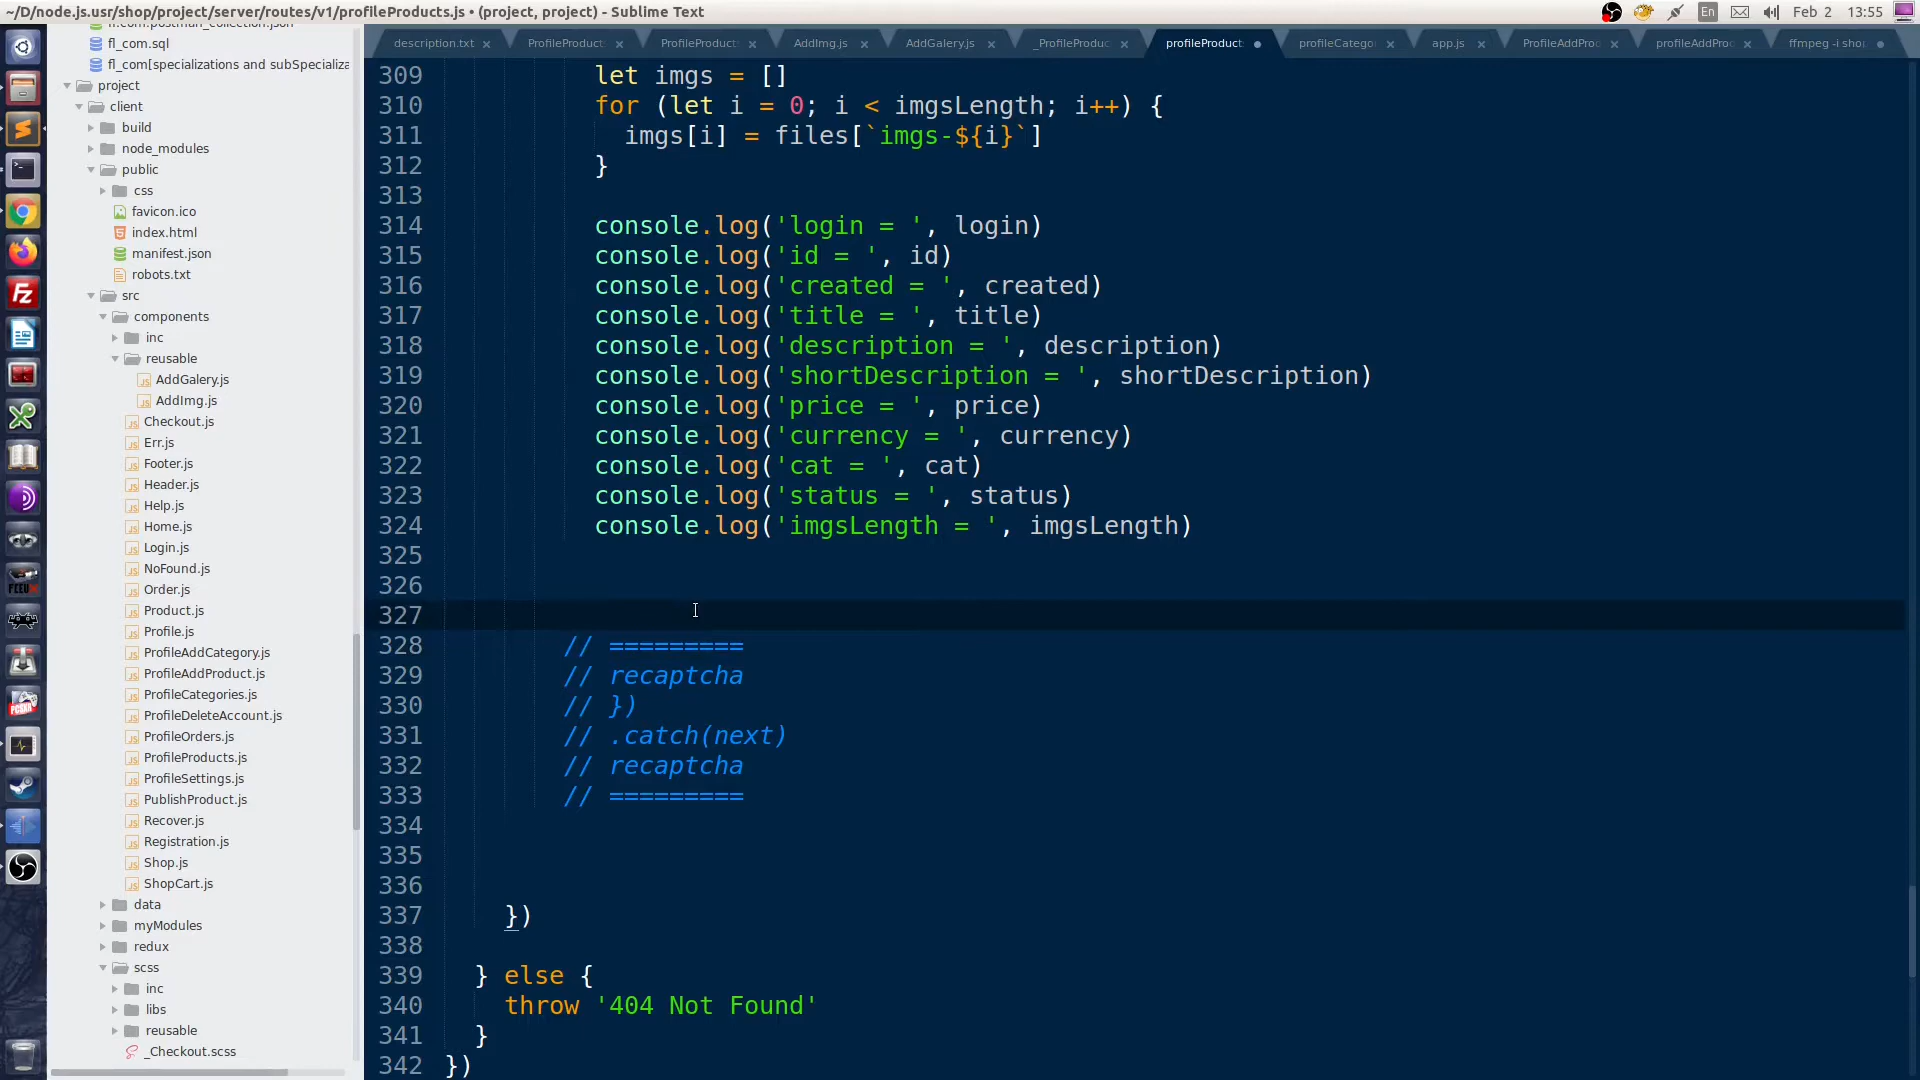 ~/D/node.js.usr/shop/project/server/routes/v1/profileProducts.js • (project, project) - Sublime Text
En
Feb 2
13:55
fl_com.postman_collection.json
fl_com.sql
fl_com[specializations and subSpecializa
project
client
build
node_modules
public
css
favicon.ico
index.html
manifest.json
robots.txt
src
components
inc
reusable
AddGalery.js
AddImg.js
Checkout.js
Err.js
Footer.js
Header.js
Help.js
Home.js
Login.js
NoFound.js
Order.js
Product.js
Profile.js
ProfileAddCategory.js
ProfileAddProduct.js
ProfileCategories.js
ProfileDeleteAccount.js
ProfileOrders.js
ProfileProducts.js
ProfileSettings.js
PublishProduct.js
Recover.js
Registration.js
Shop.js
ShopCart.js
data
myModules
redux
scss
inc
libs
reusable
_Checkout.scss
description.txt
ProfileProduct
ProfileProduct
AddImg.js
AddGalery.js
_ProfileProduc
profileProduct
profileCatego
app.js
ProfileAddPro
profileAddPro
ffmpeg -i sho
309 let imgs = []
310 for (let i = 0; i < imgsLength; i++) {
311 imgs[i] = files[`imgs-${i}`]
312 }
313
314 console.log('login = ', login)
315 console.log('id = ', id)
316 console.log('created = ', created)
317 console.log('title = ', title)
318 console.log('description = ', description)
319 console.log('shortDescription = ', shortDescription)
320 console.log('price = ', price)
321 console.log('currency = ', currency)
322 console.log('cat = ', cat)
323 console.log('status = ', status)
324 console.log('imgsLength = ', imgsLength)
325
326
327
328 // =========
329 // recaptcha
330 // })
331 // .catch(next)
332 // recaptcha
333 // =========
334
335
336
337 })
338
339 } else {
340 throw '404 Not Found'
341 }
342 })